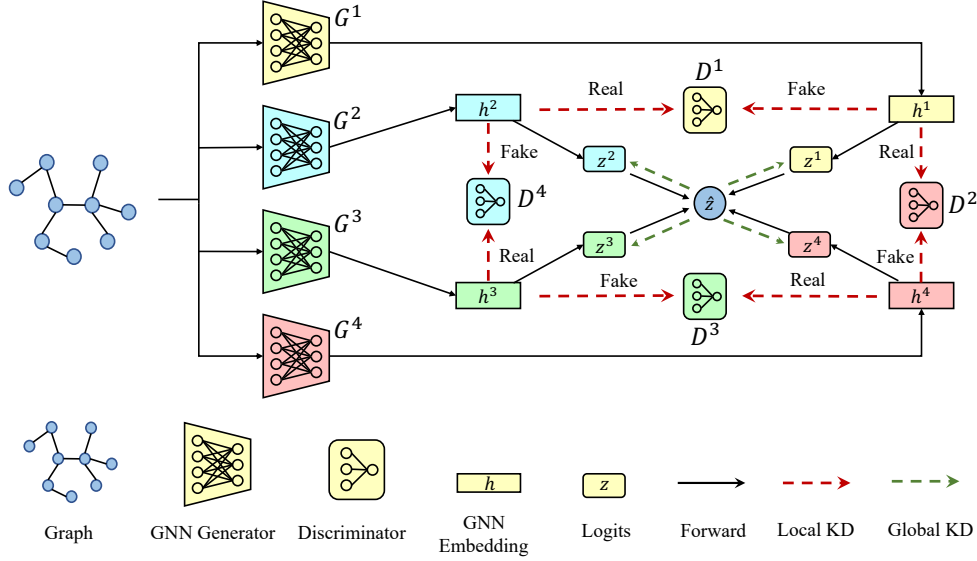 G¹
D¹
Real
Fake
h²
h¹
G²
z²
z¹
Fake
Real
D⁴
ẑ
D²
G³
z³
z⁴
Real
Fake
Fake
Real
h³
h⁴
D³
G⁴
h
z
Graph
GNN Generator
Discriminator
GNN
Embedding
Logits
Forward
Local KD
Global KD